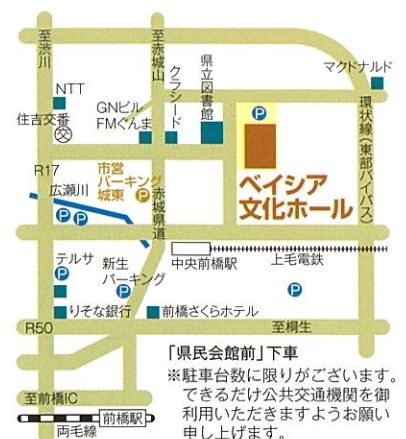 至渋川
至赤城山
クラシード
県立図書館
マクドナルド
NTT
GNビル
FMぐんま
住吉交番
P
環状線(東部バイパス)
R17
広瀬川
市営
パーキング
城東 P
赤城県道
ベイシア
文化ホール
P P
中央前橋駅
上毛電鉄
テルサ
P
新生
パーキング
P
P
りそな銀行
前橋さくらホテル
R50
至桐生
「県民会館前」下車
※駐車台数に限りがございます。
できるだけ公共交通機関を御
利用いただきますようお願い
申し上げます。
至前橋IC
前橋駅
両毛線